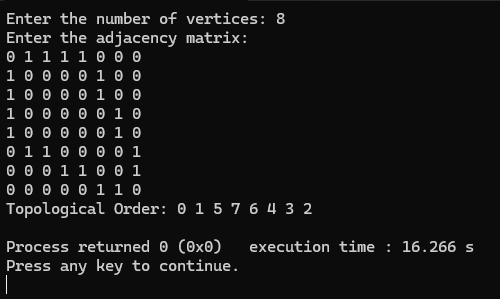 Enter the number of vertices: 8
Enter the adjacency matrix:
0 1 1 1 1 0 0 0
1 0 0 0 0 1 0 0
1 0 0 0 0 1 0 0
1 0 0 0 0 0 1 0
1 0 0 0 0 0 1 0
0 1 1 0 0 0 0 1
0 0 0 1 1 0 0 1
0 0 0 0 0 1 1 0
Topological Order: 0 1 5 7 6 4 3 2
Process returned 0 (0x0)   execution time : 16.266 s
Press any key to continue.